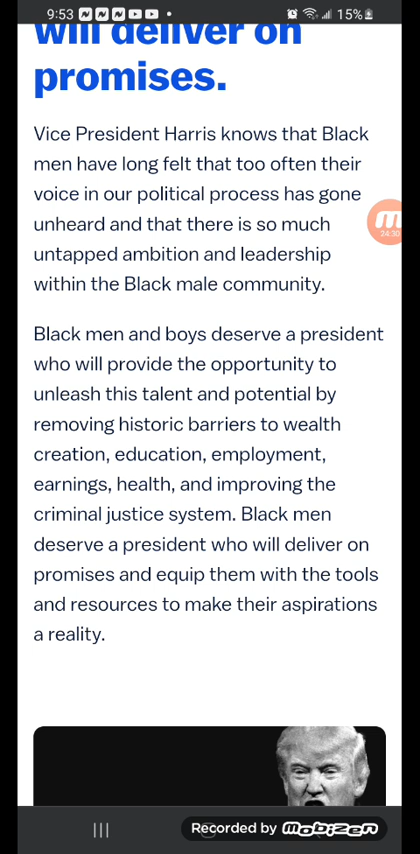 9:53 15%
will deliver on
promises.
Vice President Harris knows that Black
men have long felt that too often their
voice in our political process has gone
unheard and that there is so much
untapped ambition and leadership
within the Black male community.
24:30
Black men and boys deserve a president
who will provide the opportunity to
unleash this talent and potential by
removing historic barriers to wealth
creation, education, employment,
earnings, health, and improving the
criminal justice system. Black men
deserve a president who will deliver on
promises and equip them with the tools
and resources to make their aspirations
a reality.
Recorded by mobizen